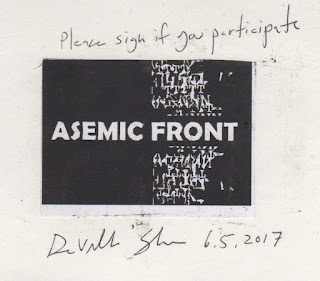 Please sign if you participate
ASEMIC FRONT
6.5.2017